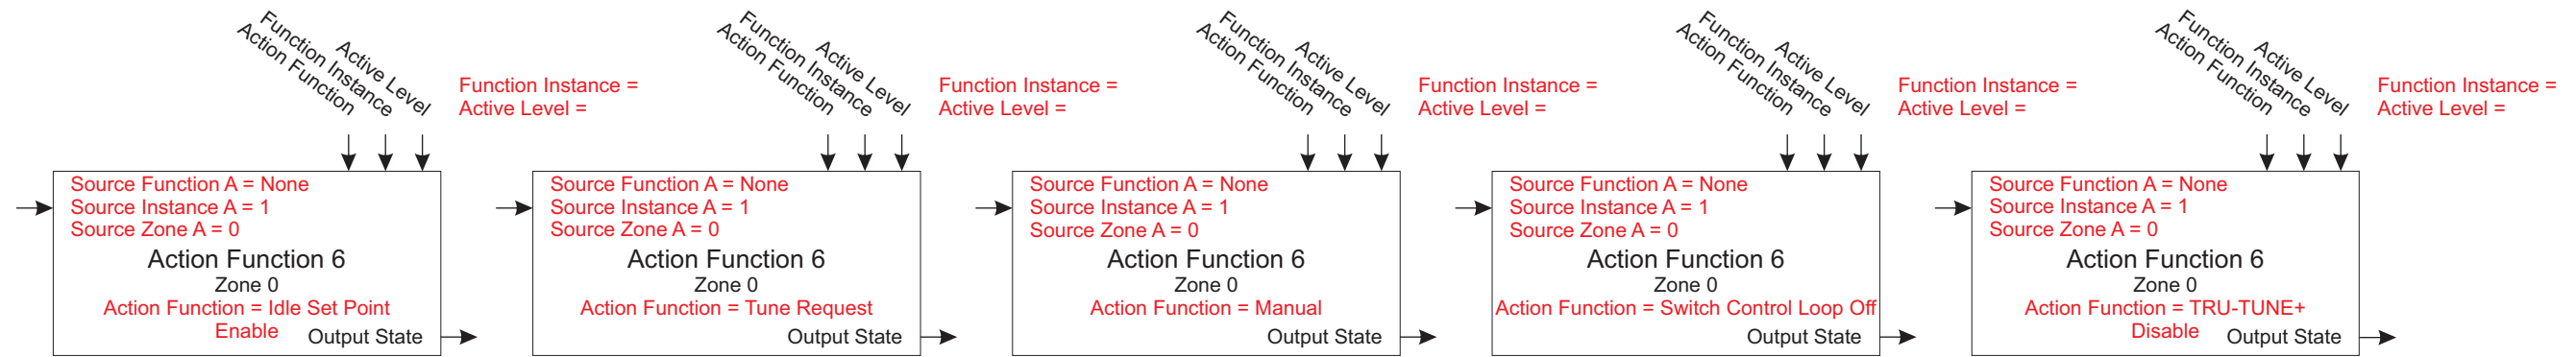 Function Instance
Action Function
Active Level
Function Instance =
Active Level =
Source Function A = None
Source Instance A = 1
Source Zone A = 0
Action Function 6
Zone 0
Action Function = Idle Set Point
Enable
Output State
Function Instance
Action Function
Active Level
Function Instance =
Active Level =
Source Function A = None
Source Instance A = 1
Source Zone A = 0
Action Function 6
Zone 0
Action Function = Tune Request
Output State
Function Instance
Action Function
Active Level
Function Instance =
Active Level =
Source Function A = None
Source Instance A = 1
Source Zone A = 0
Action Function 6
Zone 0
Action Function = Manual
Output State
Function Instance
Action Function
Active Level
Function Instance =
Active Level =
Source Function A = None
Source Instance A = 1
Source Zone A = 0
Action Function 6
Zone 0
Action Function = Switch Control Loop Off
Output State
Function Instance
Action Function
Active Level
Function Instance =
Active Level =
Source Function A = None
Source Instance A = 1
Source Zone A = 0
Action Function 6
Zone 0
Action Function = TRU-TUNE+
Disable
Output State